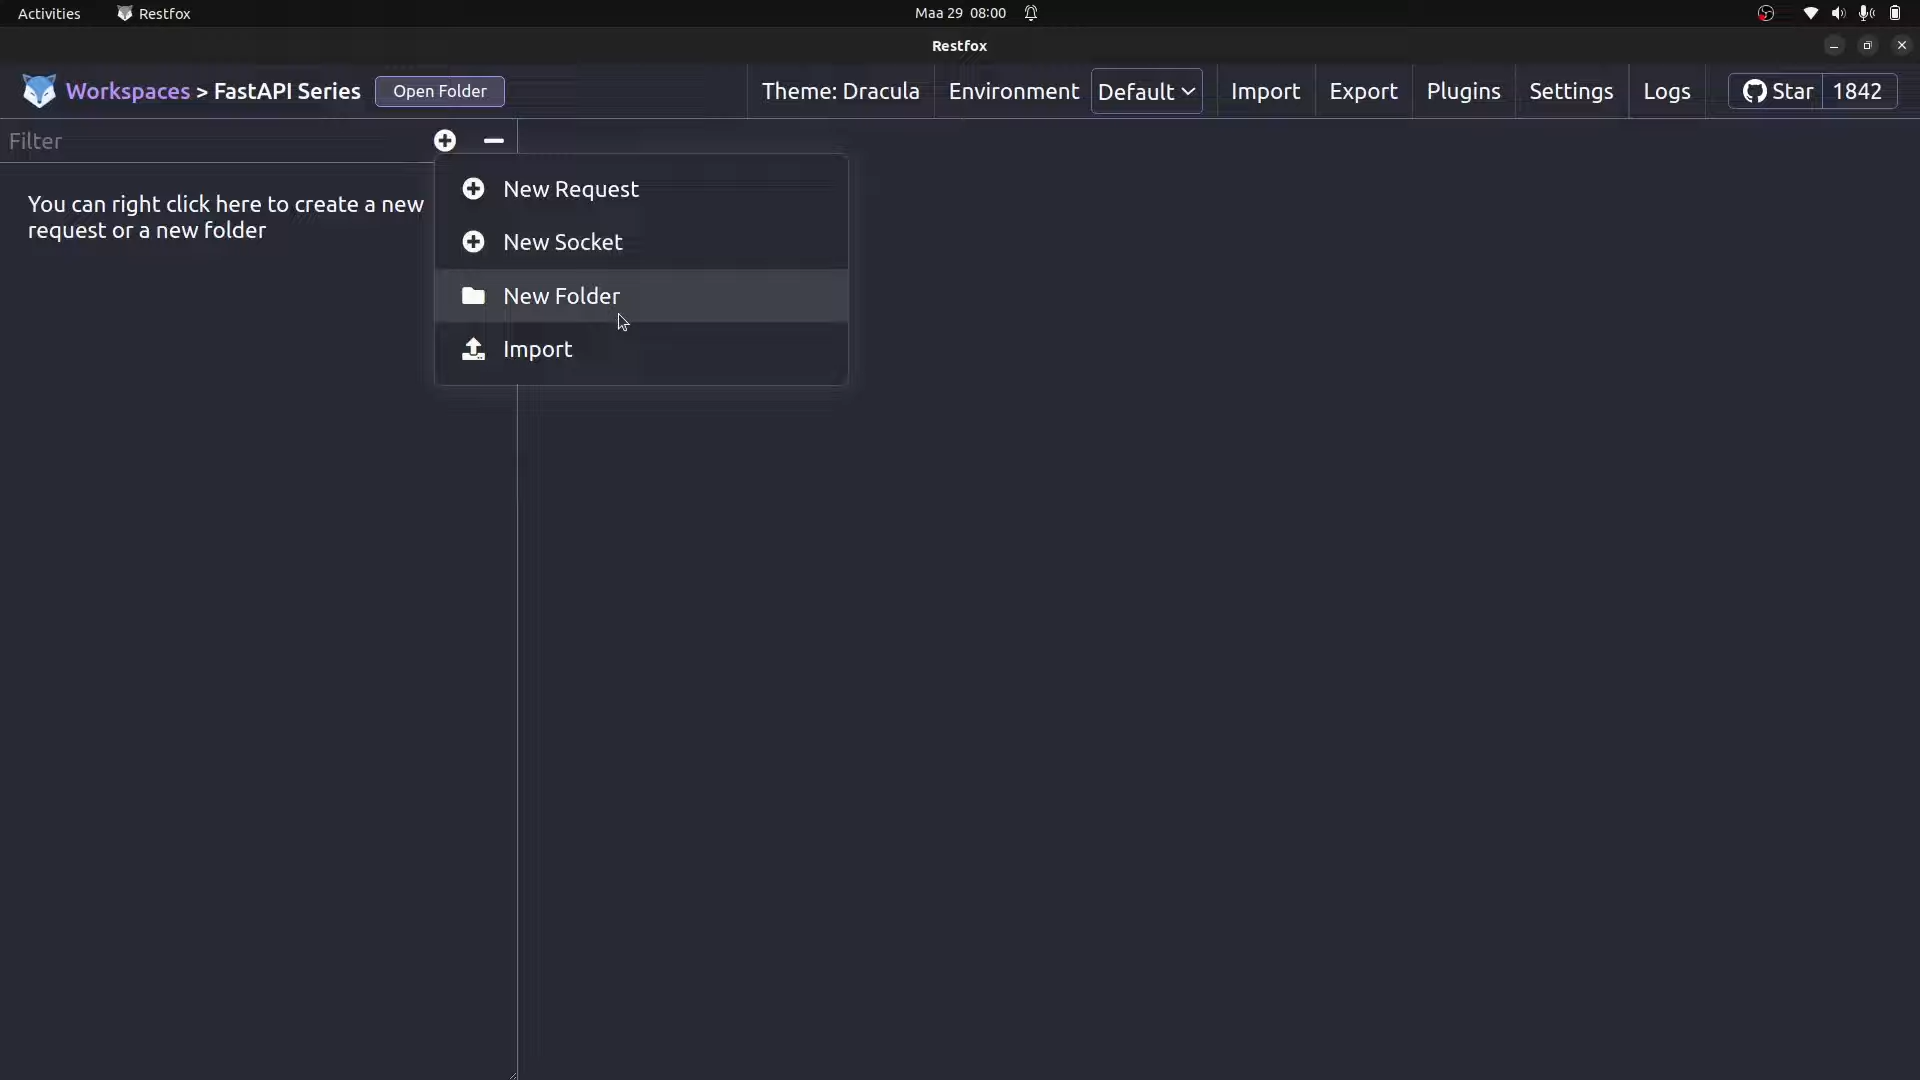 Activities Restfox Maa 29 08:00
Restfox
Workspaces > FastAPI Series Open Folder Theme: Dracula Environment Default Import Export Plugins Settings Logs Star 1842
Filter
You can right click here to create a new
request or a new folder
New Request
New Socket
New Folder
Import